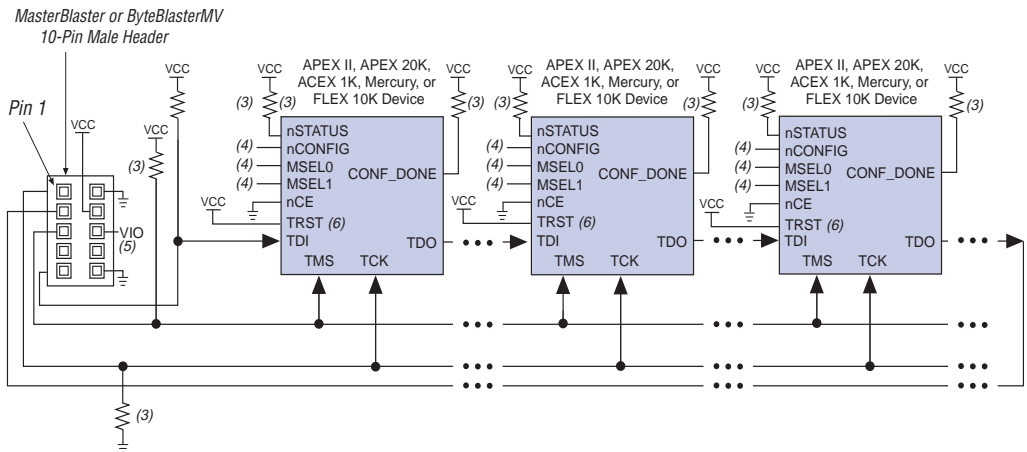 MasterBlaster or ByteBlasterMV
10-Pin Male Header
Pin 1
VCC
VCC
VCC
(3)
VIO
(5)
VCC
(3)
(3)
APEX II, APEX 20K,
ACEX 1K, Mercury, or
FLEX 10K Device
VCC
(3)
nSTATUS
(4)
nCONFIG
(4)
MSEL0
(4)
MSEL1
CONF_DONE
nCE
VCC
TRST (6)
TDI
TDO
TMS
TCK
VCC
(3)
APEX II, APEX 20K,
ACEX 1K, Mercury, or
FLEX 10K Device
VCC
(3)
nSTATUS
(4)
nCONFIG
(4)
MSEL0
(4)
MSEL1
CONF_DONE
nCE
VCC
TRST (6)
TDI
TDO
TMS
TCK
VCC
(3)
APEX II, APEX 20K,
ACEX 1K, Mercury, or
FLEX 10K Device
VCC
(3)
nSTATUS
(4)
nCONFIG
(4)
MSEL0
(4)
MSEL1
CONF_DONE
nCE
VCC
TRST (6)
TDI
TDO
TMS
TCK
(3)